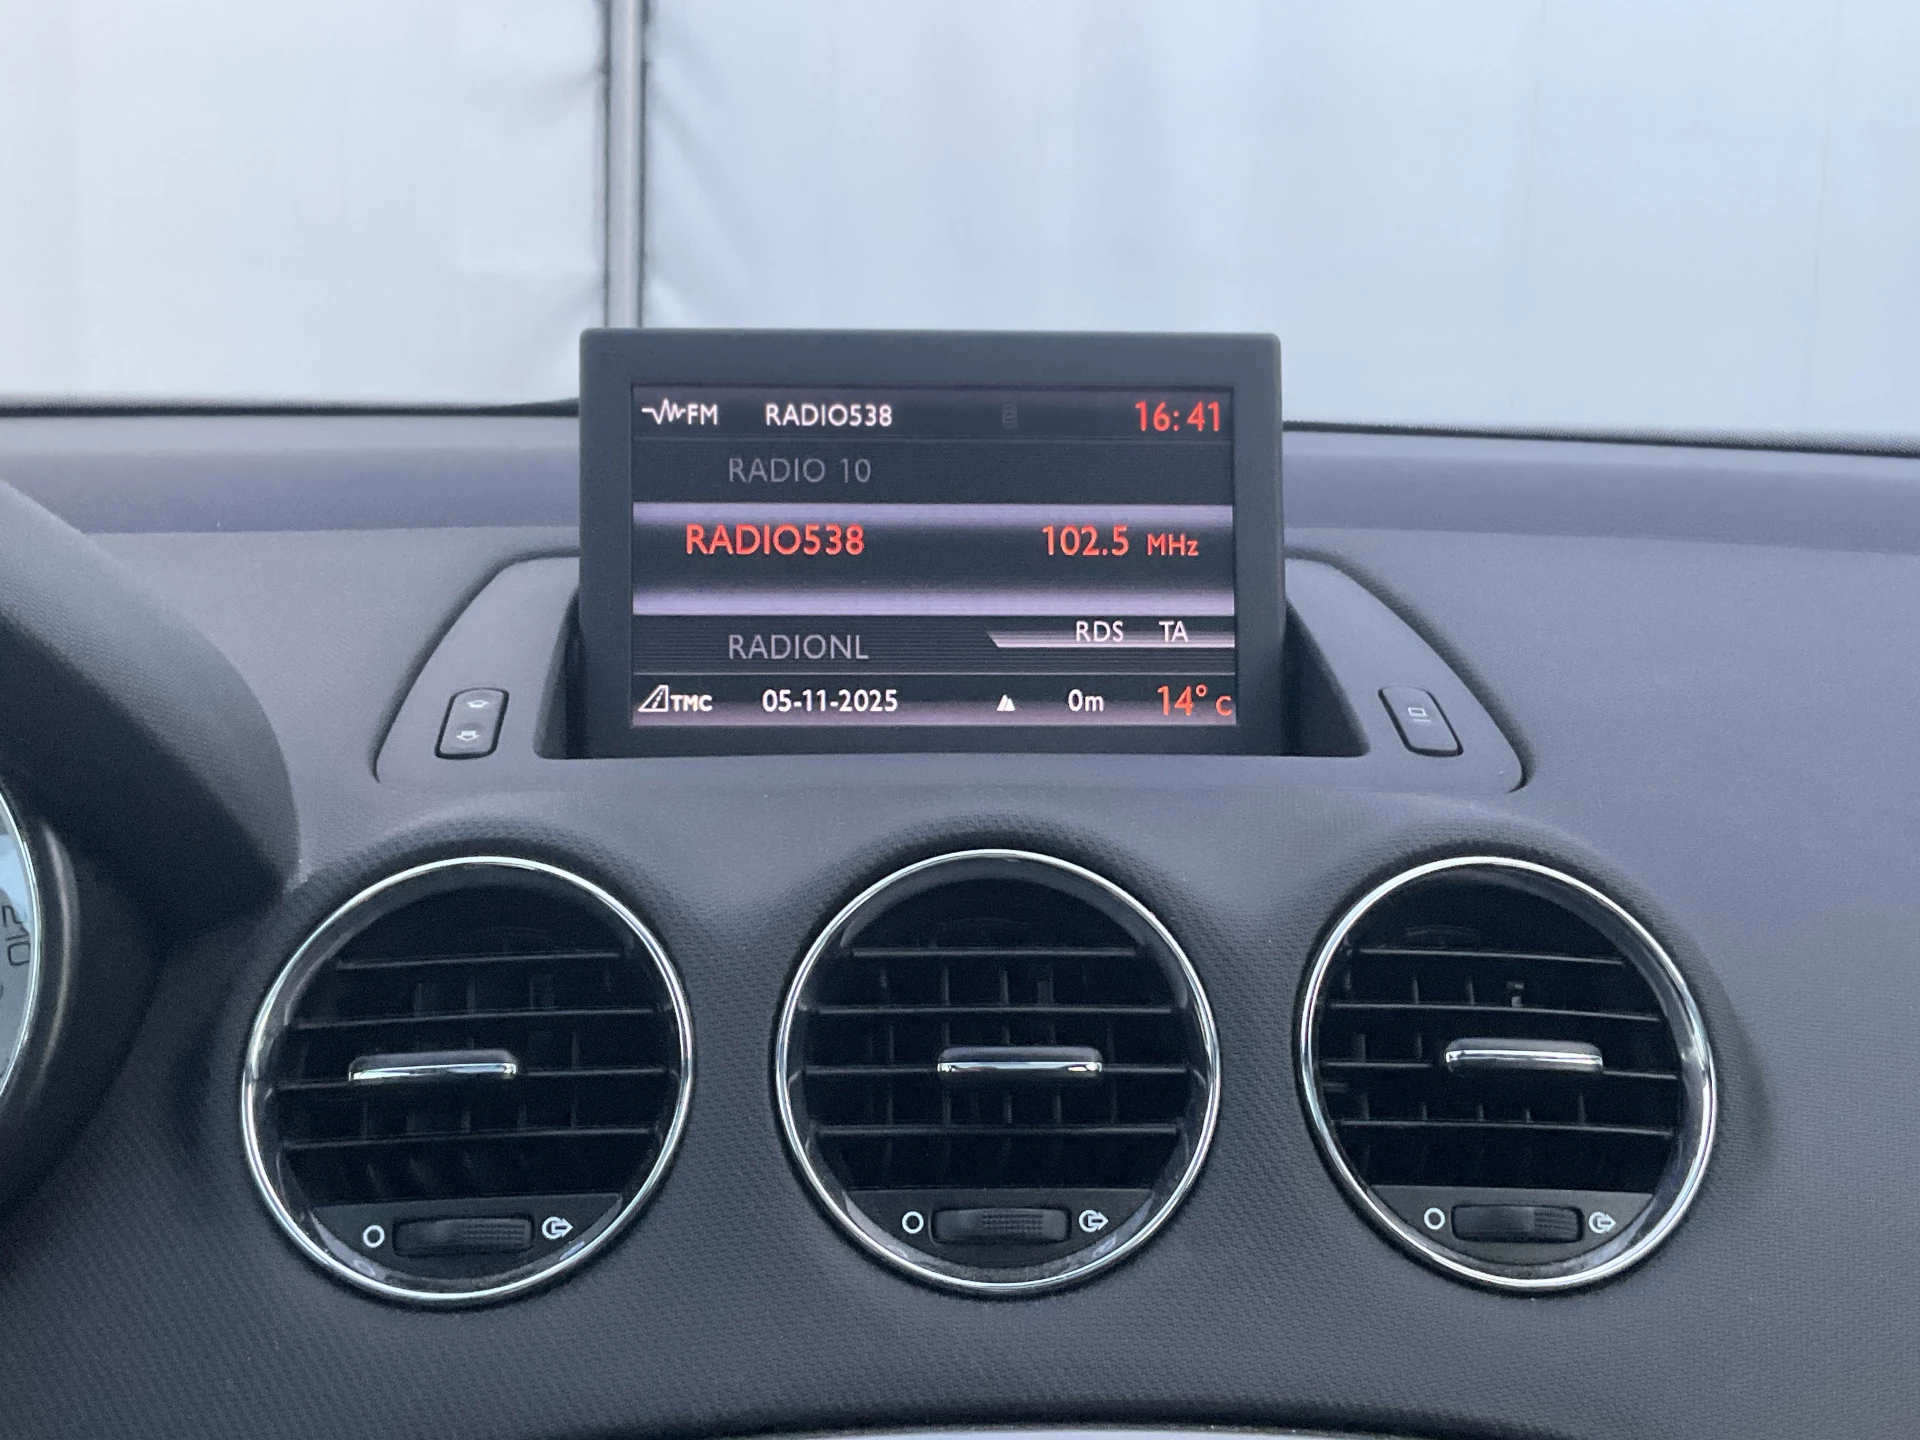 FM RADIO538 16:41
RADIO 10
RADIO538 102.5 MHz
RDS TA
RADIONL
TMC 05-11-2025 0m 14° C